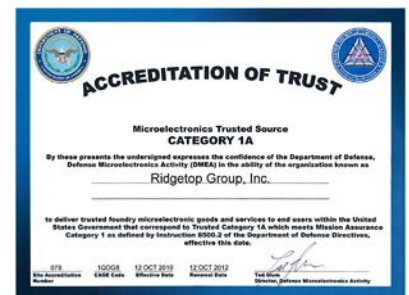 ACCREDITATION OF TRUST
Microelectronics Trusted Source
CATEGORY 1A
By these presents the undersigned expresses the confidence of the Department of Defense,
Defense Microelectronics Activity (DMEA) in the ability of the organization known as
Ridgetop Group, Inc.
to deliver trusted foundry microelectronic goods and services to end users within the United
States Government that correspond to Trusted Category 1A which meets Mission Assurance
Category 1 as defined by Instruction 8500.2 of the Department of Defense Directives,
effective this date.
12 OCT 2010 12 OCT 2012 Ted Glum
Site Accreditation CAGE Code Effective Date Renewal Date Director, Defense Microelectronics Activity
Number